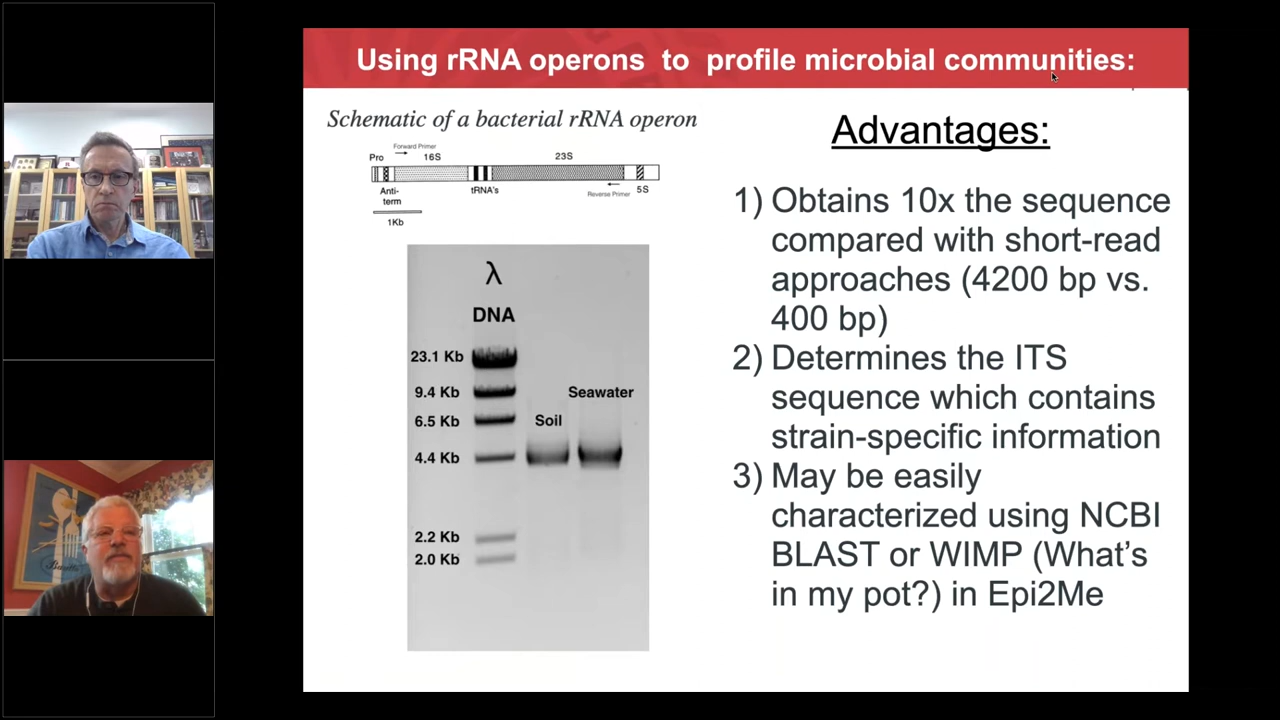 Using rRNA operons to profile microbial communities:
Schematic of a bacterial rRNA operon
Forward Primer
Pro
16S
23S
Anti-
term
tRNA's
Reverse Primer
5S
1Kb
λ
DNA
23.1 Kb
9.4 Kb
6.5 Kb
4.4 Kb
2.2 Kb
2.0 Kb
Soil
Seawater
Advantages:
1) Obtains 10x the sequence
compared with short-read
approaches (4200 bp vs.
400 bp)
2) Determines the ITS
sequence which contains
strain-specific information
3) May be easily
characterized using NCBI
BLAST or WIMP (What's
in my pot?) in Epi2Me